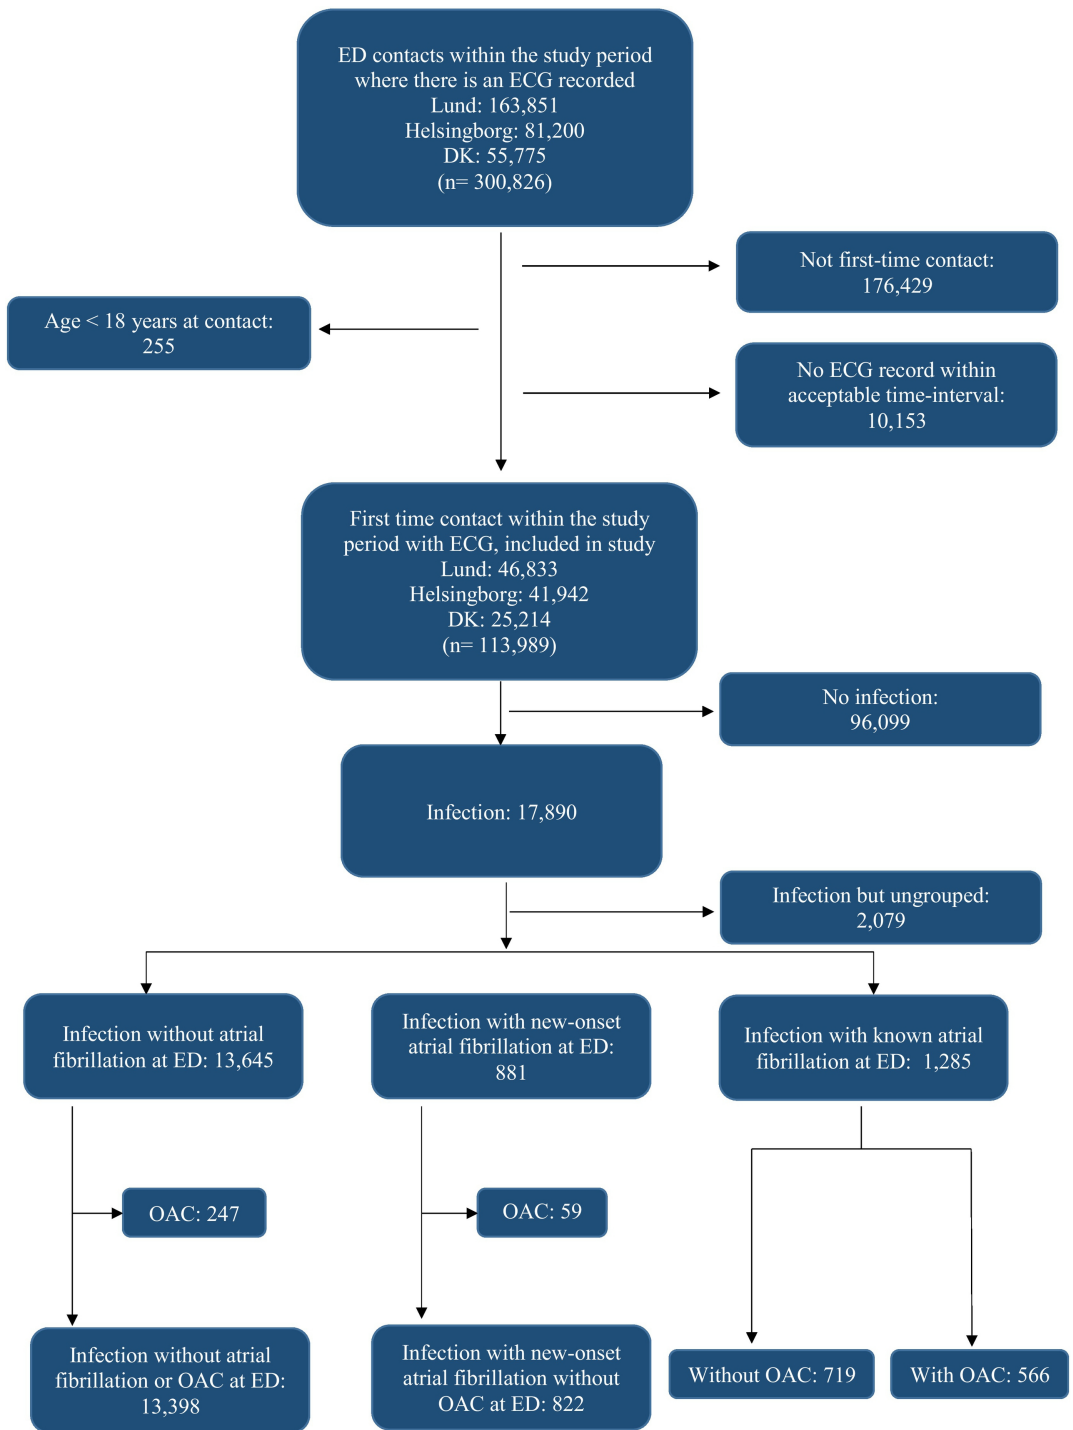 ED contacts within the study period
where there is an ECG recorded
Lund: 163,851
Helsingborg: 81,200
DK: 55,775
(n= 300,826)
Not first-time contact:
176,429
Age < 18 years at contact:
255
No ECG record within
acceptable time-interval:
10,153
First time contact within the study
period with ECG, included in study
Lund: 46,833
Helsingborg: 41,942
DK: 25,214
(n= 113,989)
No infection:
96,099
Infection: 17,890
Infection but ungrouped:
2,079
Infection without atrial
fibrillation at ED: 13,645
Infection with new-onset
atrial fibrillation at ED:
881
Infection with known atrial
fibrillation at ED: 1,285
OAC: 247
OAC: 59
Infection without atrial
fibrillation or OAC at ED:
13,398
Infection with new-onset
atrial fibrillation without
OAC at ED: 822
Without OAC: 719
With OAC: 566